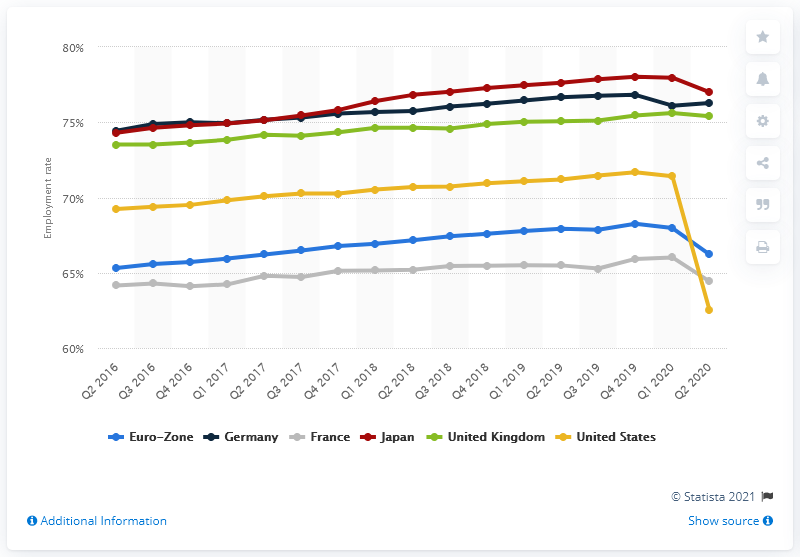 80%
75%
70%
65%
60%
Employment rate
Q2 2016
Q3 2016
Q4 2016
Q1 2017
Q2 2017
Q3 2017
Q4 2017
Q1 2018
Q2 2018
Q3 2018
Q4 2018
Q1 2019
Q2 2019
Q3 2019
Q4 2019
Q1 2020
Q2 2020
Euro-Zone Germany France Japan United Kingdom United States
© Statista 2021
Additional Information Show source